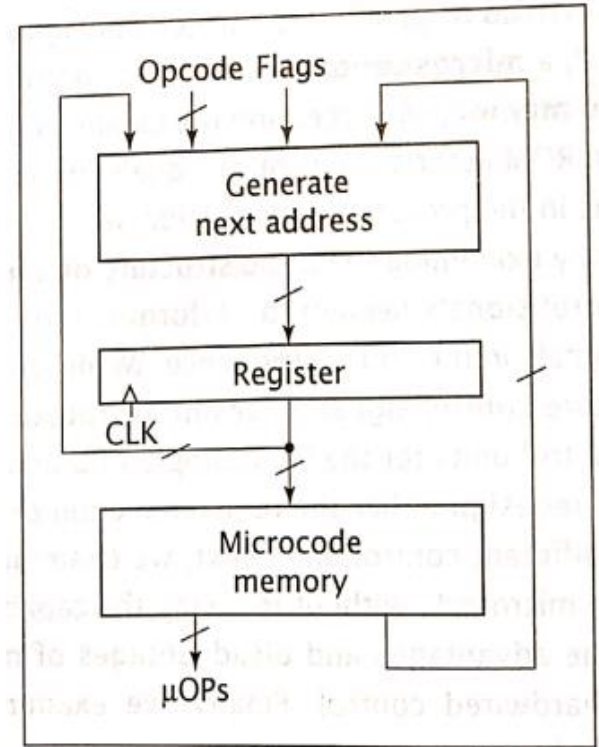 Opcode Flags
Generate
next address
Register
CLK
Microcode
memory
μOPs